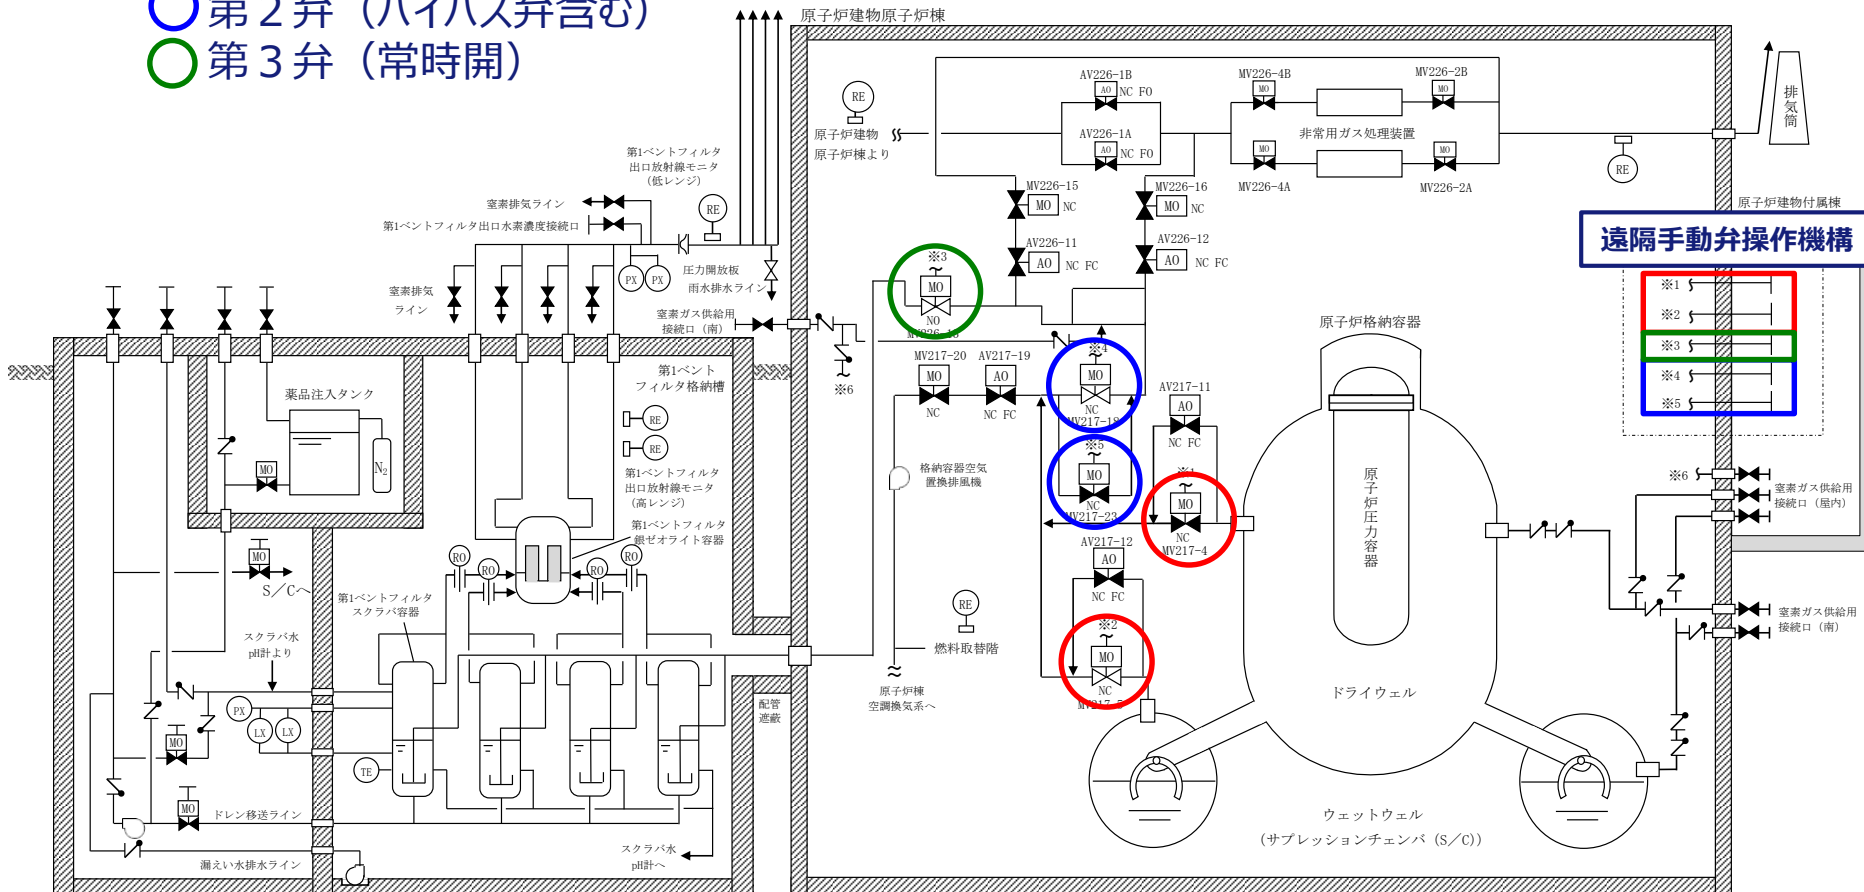 第２弁（バイパス弁含む）
第３弁（常時開）
原子炉建物原子炉棟
RE
原子炉建物
原子炉棟より
AV226-1B
AO
NC FO
AV226-1A
AO
NC FO
MV226-4B
MO
MV226-2B
MO
非常用ガス処理装置
MO
MV226-4A
MO
MV226-2A
RE
排気筒
原子炉建物付属棟
遠隔手動弁操作機構
※1
※2
※3
※4
※5
第1ベントフィルタ
出口放射線モニタ
（低レンジ）
RE
窒素排気ライン
第1ベントフィルタ出口水素濃度接続口
PX
PX
圧力開放板
雨水排水ライン
窒素排気
ライン
窒素ガス供給用
接続口（南）
※6
MV226-15
MO
NC
MV226-16
MO
NC
AV226-11
AO
NC FC
AV226-12
AO
NC FC
※3
MO
NO
MV226-13
MV217-20
MO
NC
AV217-19
AO
NC FC
※4
MO
NC
MV217-18
※5
MO
NC
MV217-23
AV217-11
AO
NC FC
※1
MO
NC
MV217-4
AV217-12
AO
NC FC
※2
MO
NC
MV217-5
格納容器空気
置換排風機
RE
燃料取替階
原子炉棟
空調換気系へ
原子炉格納容器
原子炉圧力容器
ドライウェル
ウェットウェル
（サプレッションチェンバ（S／C））
※6
窒素ガス供給用
接続口（屋内）
窒素ガス供給用
接続口（南）
第1ベント
フィルタ格納槽
RE
RE
第1ベントフィルタ
出口放射線モニタ
（高レンジ）
第1ベントフィルタ
銀ゼオライト容器
薬品注入タンク
MO
N2
MO
S／Cへ
RO
RO
RO
RO
第1ベントフィルタ
スクラバ容器
スクラバ水
pH計より
PX
LX
LX
MO
TE
MO
ドレン移送ライン
漏えい水排水ライン
スクラバ水
pH計へ
配管
遮蔽